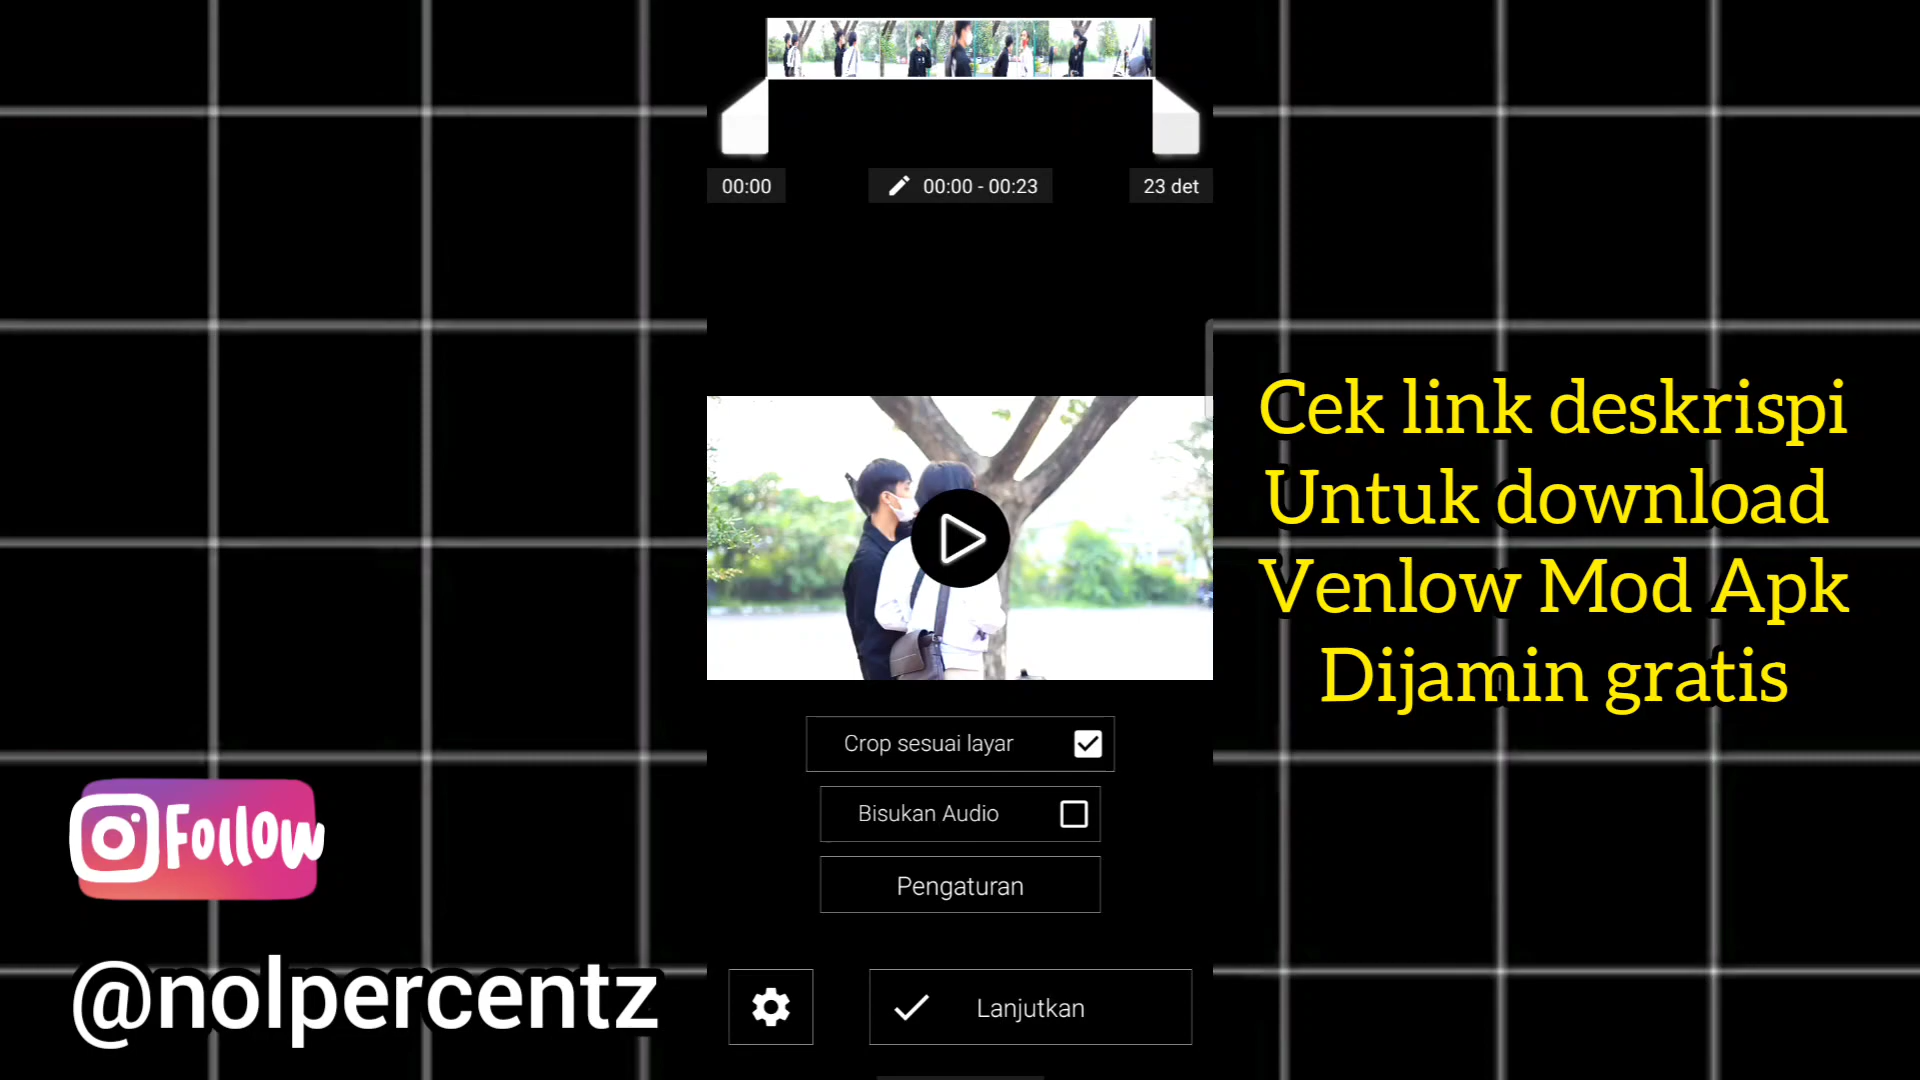 00:00
00:00 - 00:23
23 det
Cek link deskrispi
Untuk download
Venlow Mod Apk
Dijamin gratis
Crop sesuai layar
Bisukan Audio
Pengaturan
Lanjutkan
Follow
@nolpercentz